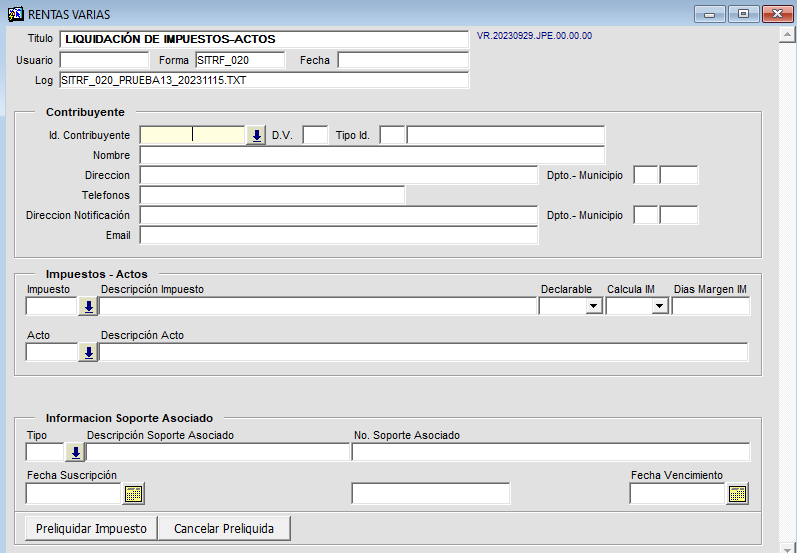 RENTAS VARIAS
Titulo LIQUIDACIÓN DE IMPUESTOS-ACTOS VR.20230929.JPE.00.00.00
Usuario Forma SITRF_020 Fecha
Log SITRF_020_PRUEBA13_20231115.TXT
Contribuyente
Id. Contribuyente D.V. Tipo Id.
Nombre
Direccion Dpto.- Municipio
Telefonos
Direccion Notificación Dpto.- Municipio
Email
Impuestos - Actos
Impuesto Descripción Impuesto Declarable Calcula IM Dias Margen IM
Acto Descripción Acto
Informacion Soporte Asociado
Tipo Descripción Soporte Asociado No. Soporte Asociado
Fecha Suscripción Fecha Vencimiento
Preliquidar Impuesto Cancelar Preliquida